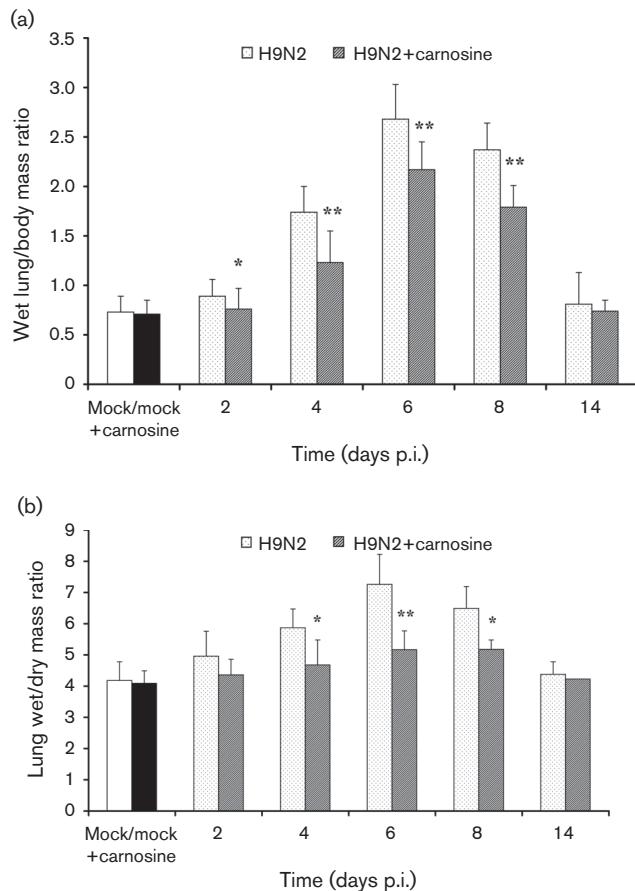 (a)
H9N2 H9N2+carnosine
Wet lung/body mass ratio
3.5
3.0
2.5
2.0
1.5
1.0
0.5
0
** ** ** *
Mock/mock +carnosine
2 4 6 8 14
Time (days p.i.)
(b)
H9N2 H9N2+carnosine
Lung wet/dry mass ratio
9
8
7
6
5
4
3
2
1
0
* ** *
Mock/mock +carnosine
2 4 6 8 14
Time (days p.i.)